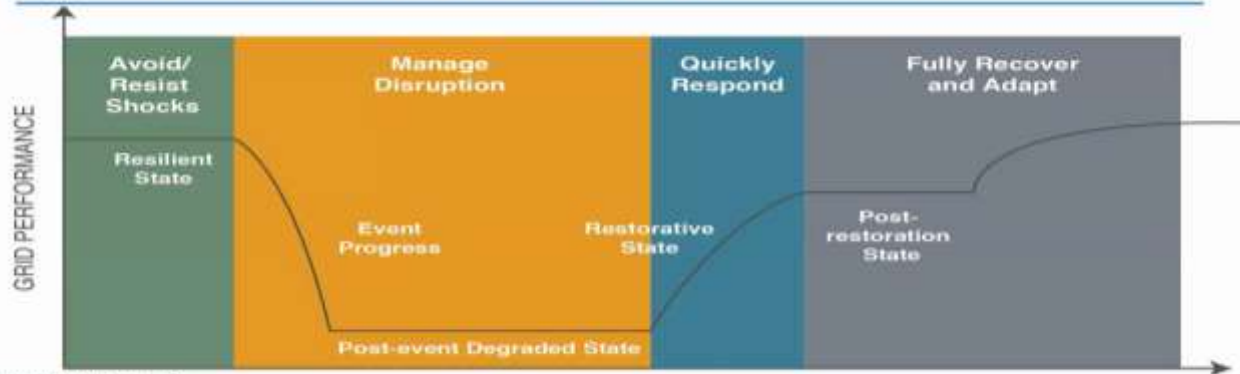 Avoid/
Resist
Shocks
Manage
Disruption
Quickly
Respond
Fully Recover
and Adapt
GRID PERFORMANCE
Resilient
State
Event
Progress
Restorative
State
Post-
restoration
State
Post-event Degraded State